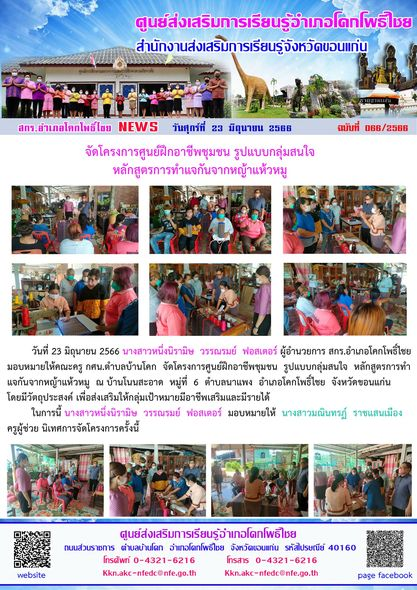 ศูนย์ส่งเสริมการเรียนรู้อำเภอโคกโพธิ์ไชย
สำนักงานส่งเสริมการเรียนรู้จังหวัดขอนแก่น
สกร.อำเภอโคกโพธิ์ไชย NEWS วันศุกร์ที่ 23 มิถุนายน 2566 ฉบับที่ 066/2566
จัดโครงการศูนย์ฝึกอาชีพชุมชน รูปแบบกลุ่มสนใจ
หลักสูตรการทำแจกันจากหญ้าแห้วหมู
วันที่ 23 มิถุนายน 2566 นางสาวหนึ่งนิรามิษ วรรณรมย์ ฟอสเตอร์ ผู้อำนวยการ สกร.อำเภอโคกโพธิ์ไชย
มอบหมายให้คณะครู กศน.ตำบลบ้านโคก จัดโครงการศูนย์ฝึกอาชีพชุมชน รูปแบบกลุ่มสนใจ หลักสูตรการทำ
แจกันจากหญ้าแห้วหมู ณ บ้านโนนสะอาด หมู่ที่ 6 ตำบลนาแพง อำเภอโคกโพธิ์ไชย จังหวัดขอนแก่น
โดยมีวัตถุประสงค์ เพื่อส่งเสริมให้กลุ่มเป้าหมายมีอาชีพเสริมและมีรายได้
ในการนี้ นางสาวหนึ่งนิรามิษ วรรณรมย์ ฟอสเตอร์ มอบหมายให้ นางสาวมณินทรฏ์ ราชแสนเมือง
ครูผู้ช่วย นิเทศการจัดโครงการครั้งนี้
ศูนย์ส่งเสริมการเรียนรู้อำเภอโคกโพธิ์ไชย
ถนนส่วนราชการ ตำบลบ้านโคก อำเภอโคกโพธิ์ไชย จังหวัดขอนแก่น รหัสไปรษณีย์ 40160
โทรศัพท์ 0-4321-6216 โทรสาร 0-4321-6216
Kkn.akc-nfedc@nfe.go.th Kkn.akc-nfedc@nfe.go.th
website
page facebook